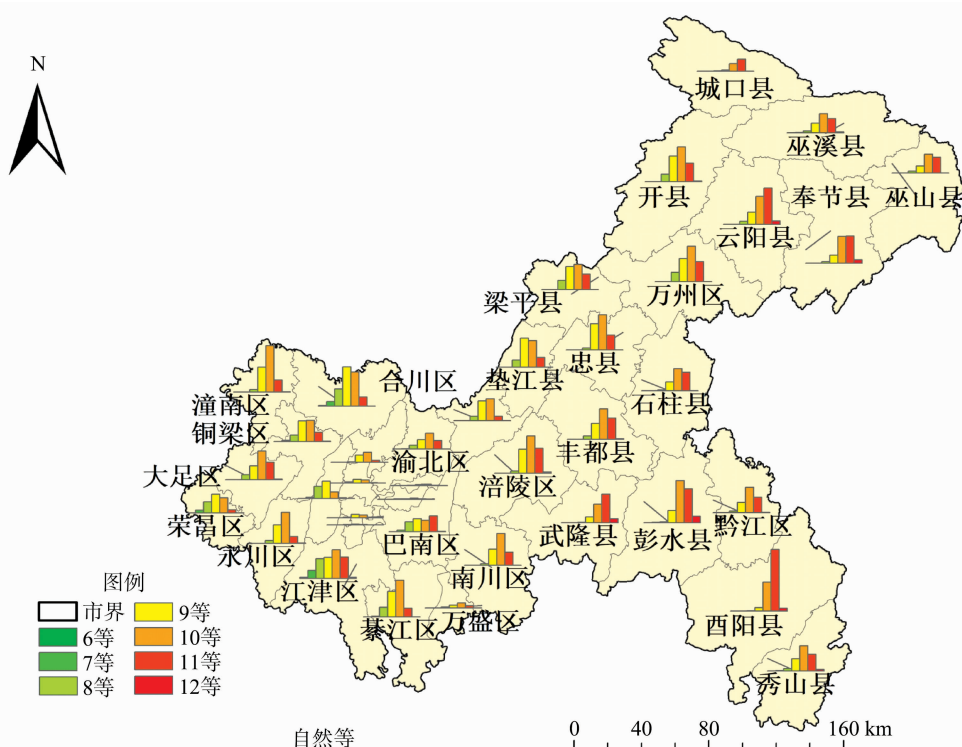 N
城口县
巫溪县
开县
奉节县
巫山县
云阳县
梁平县
万州区
忠县
合川区
垫江县
石柱县
潼南区
铜梁区
渝北区
丰都县
大足区
涪陵区
荣昌区
永川区
巴南区
武隆县
彭水县
黔江区
江津区
南川区
綦江区
万盛区
酉阳县
秀山县
图例
市界
6等
7等
8等
9等
10等
11等
12等
自然等
0 40 80 160 km